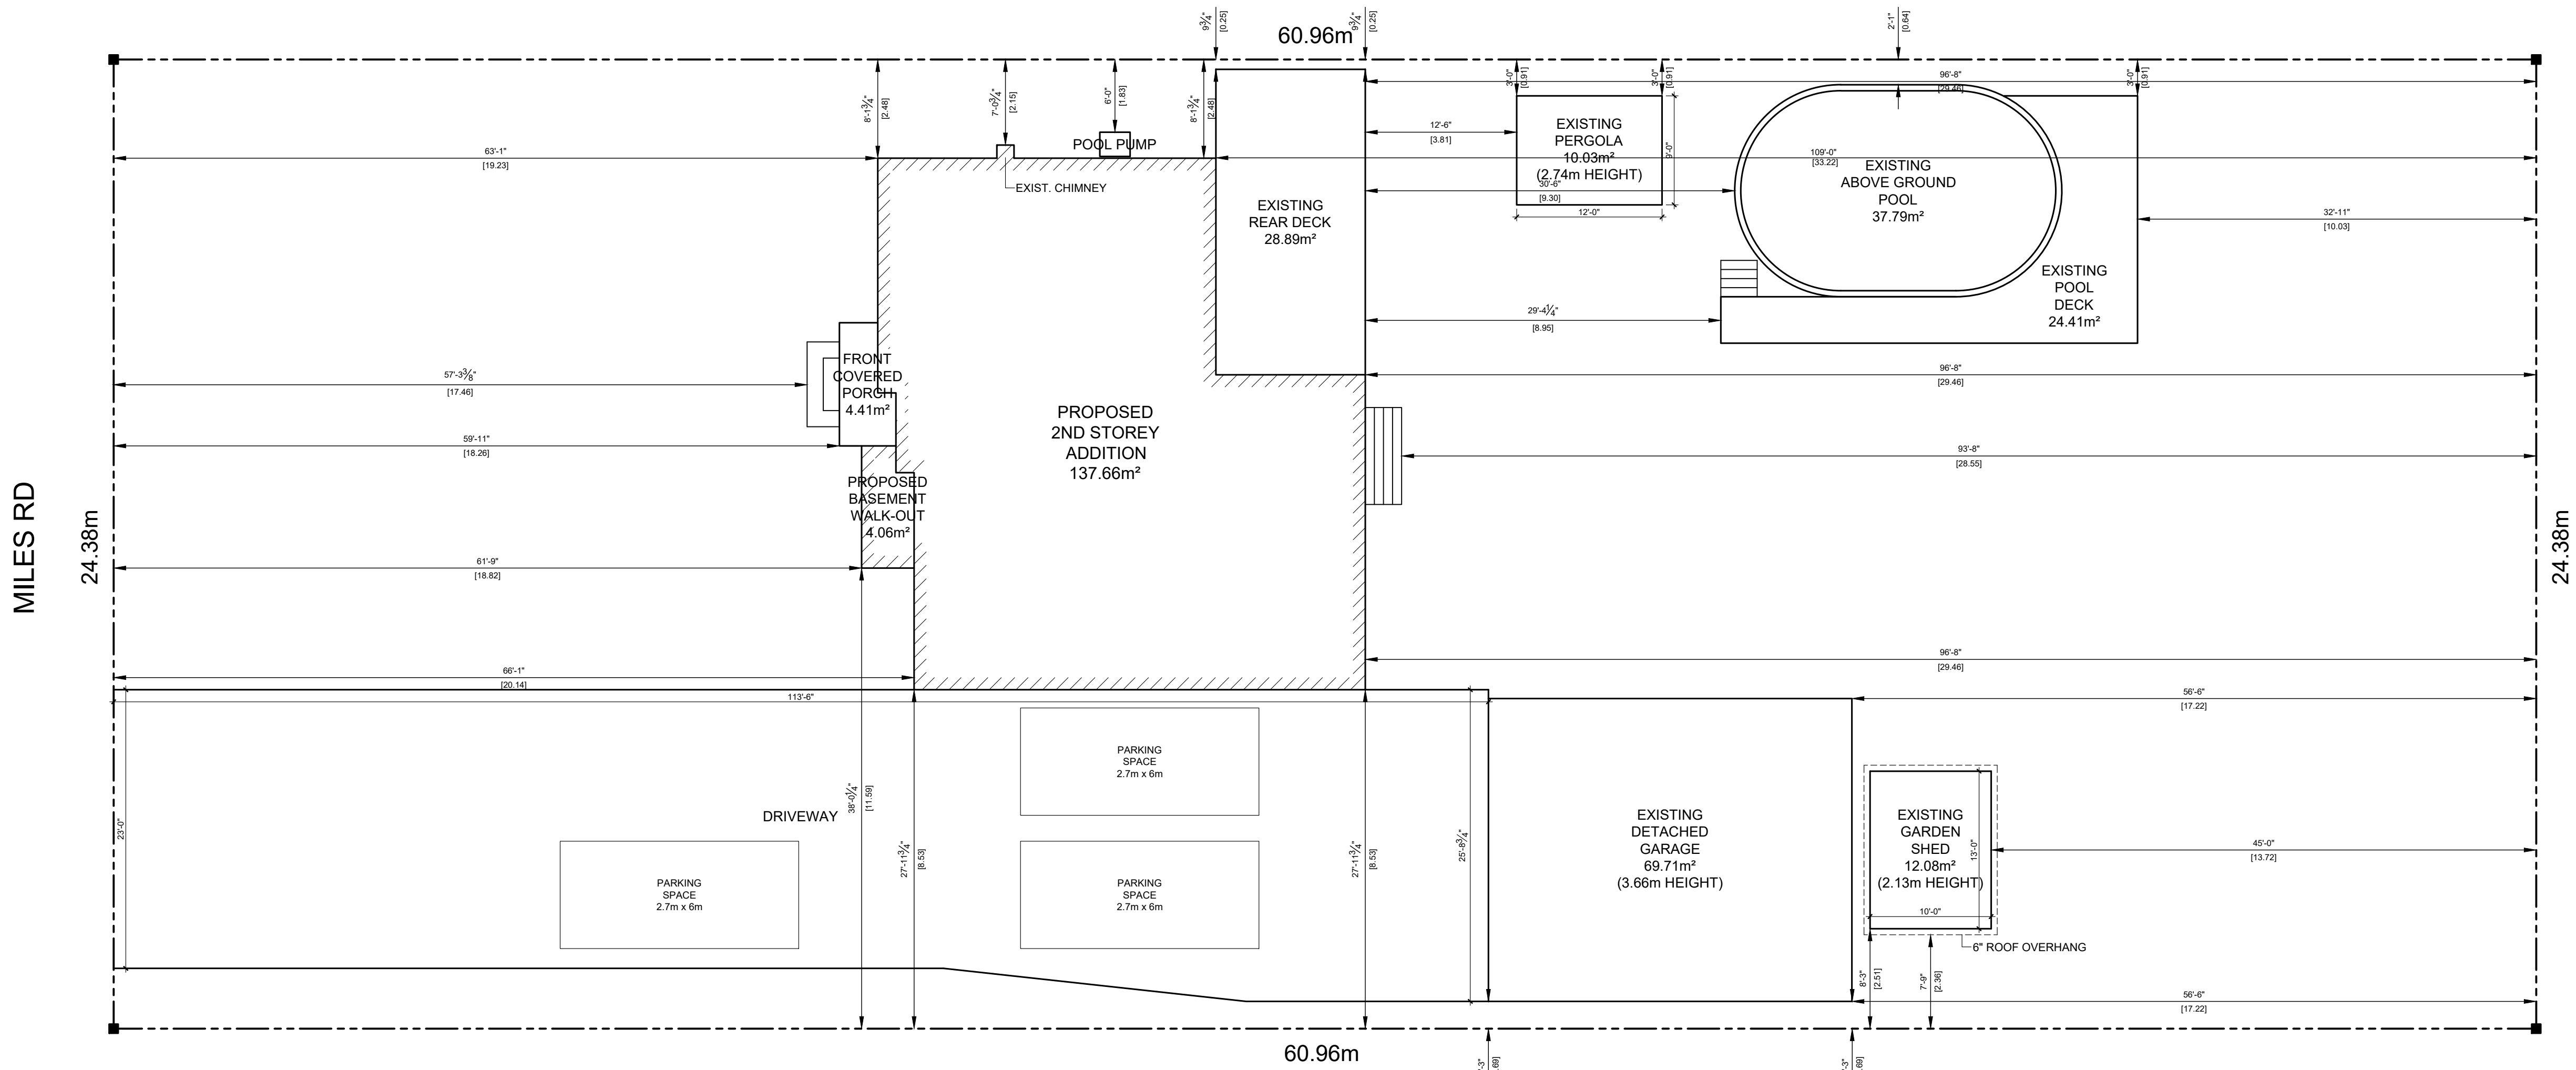 9¾"
[0.25]
60.96m
9¾"
[0.25]
2'-1"
[0.64]
8'-1¾"
[2.48]
7'-0¾"
[2.15]
6'-0"
[1.83]
8'-1¾"
[2.48]
3'-0"
[0.91]
3'-0"
[0.91]
96'-8"
[29.46]
3'-0"
[0.91]
63'-1"
[19.23]
POOL PUMP
EXIST. CHIMNEY
12'-6"
[3.81]
EXISTING
PERGOLA
10.03m²
(2.74m HEIGHT)
9'-0"
12'-0"
30'-6"
[9.30]
109'-0"
[33.22]
EXISTING
ABOVE GROUND
POOL
37.79m²
32'-11"
[10.03]
EXISTING
REAR DECK
28.89m²
EXISTING
POOL
DECK
24.41m²
29'-4¼"
[8.95]
57'-3⅜"
[17.46]
FRONT
COVERED
PORCH
4.41m²
96'-8"
[29.46]
PROPOSED
2ND STOREY
ADDITION
137.66m²
59'-11"
[18.26]
93'-8"
[28.55]
PROPOSED
BASEMENT
WALK-OUT
4.06m²
MILES RD
24.38m
24.38m
61'-9"
[18.82]
66'-1"
[20.14]
96'-8"
[29.46]
113'-6"
56'-6"
[17.22]
PARKING
SPACE
2.7m x 6m
DRIVEWAY
23'-0"
38'-0¼"
[11.59]
27'-11¾"
[8.53]
27'-11¾"
[8.53]
25'-8¾"
PARKING
SPACE
2.7m x 6m
PARKING
SPACE
2.7m x 6m
EXISTING
DETACHED
GARAGE
69.71m²
(3.66m HEIGHT)
EXISTING
GARDEN
SHED
12.08m²
(2.13m HEIGHT)
13'-0"
10'-0"
45'-0"
[13.72]
6" ROOF OVERHANG
8'-3"
[2.51]
7'-9"
[2.36]
56'-6"
[17.22]
60.96m